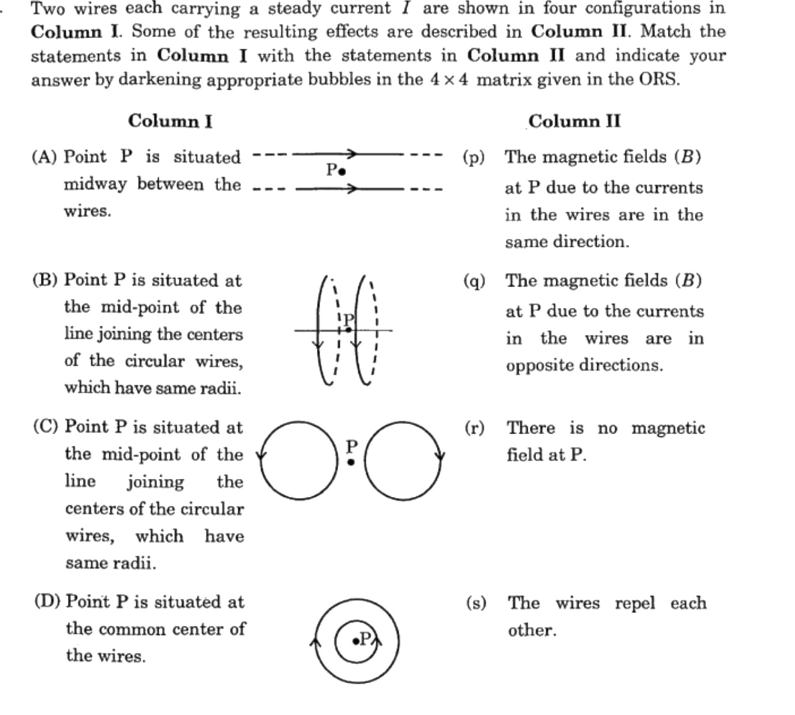 Two wires each carrying a steady current I are shown in four configurations in
Column I. Some of the resulting effects are described in Column II. Match the
statements in Column I with the statements in Column II and indicate your
answer by darkening appropriate bubbles in the 4 × 4 matrix given in the ORS.
Column I
Column II
(A) Point P is situated
midway between the
wires.
P
(p) The magnetic fields (B)
at P due to the currents
in the wires are in the
same direction.
(B) Point P is situated at
the mid-point of the
line joining the centers
of the circular wires,
which have same radii.
P
(q) The magnetic fields (B)
at P due to the currents
in the wires are in
opposite directions.
(C) Point P is situated at
the mid-point of the
line joining the
centers of the circular
wires, which have
same radii.
P
(r) There is no magnetic
field at P.
(D) Point P is situated at
the common center of
the wires.
P
(s) The wires repel each
other.